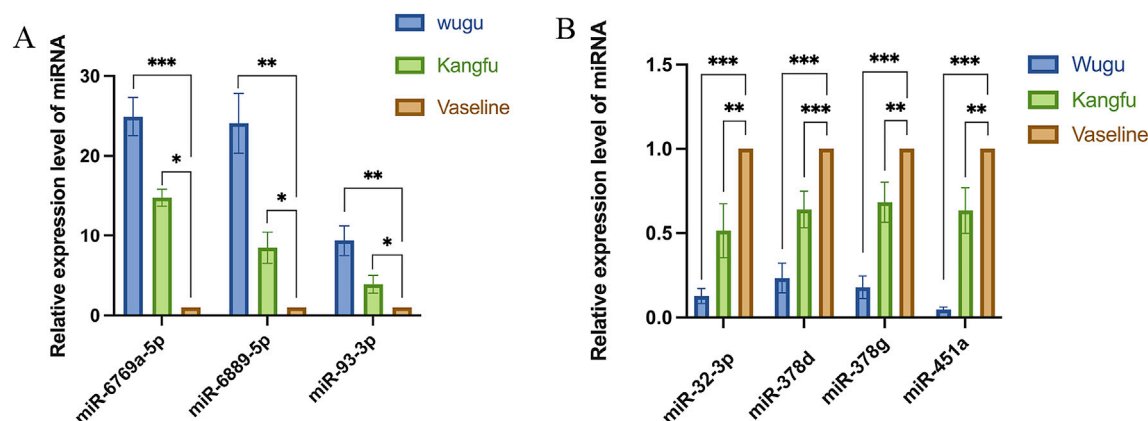 A
Relative expression level of miRNA
30
20
10
0
***
*
**
*
**
*
wugu
Kangfu
Vaseline
miR-6769a-5p
miR-6889-5p
miR-93-3p
B
Relative expression level of miRNA
1.5
1.0
0.5
0.0
***
**
***
***
***
**
***
**
Wugu
Kangfu
Vaseline
miR-32-3p
miR-378d
miR-378g
miR-451a